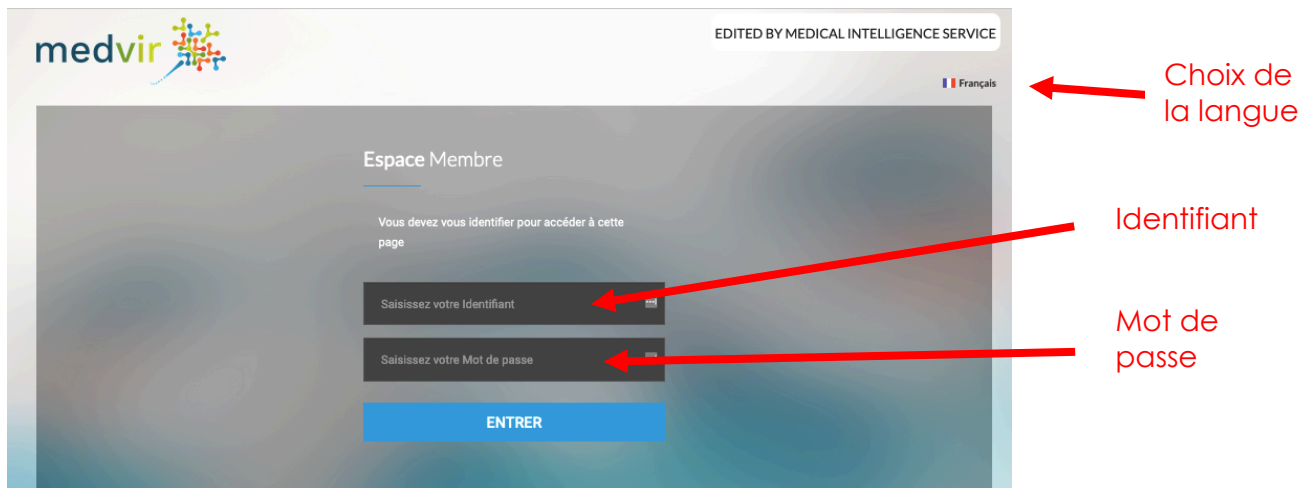 medvir
EDITED BY MEDICAL INTELLIGENCE SERVICE
Français
Choix de
la langue
Espace Membre
Vous devez vous identifier pour accéder à cette
page
Identifiant
Saisissez votre Identifiant
Saisissez votre Mot de passe
Mot de
passe
ENTRER